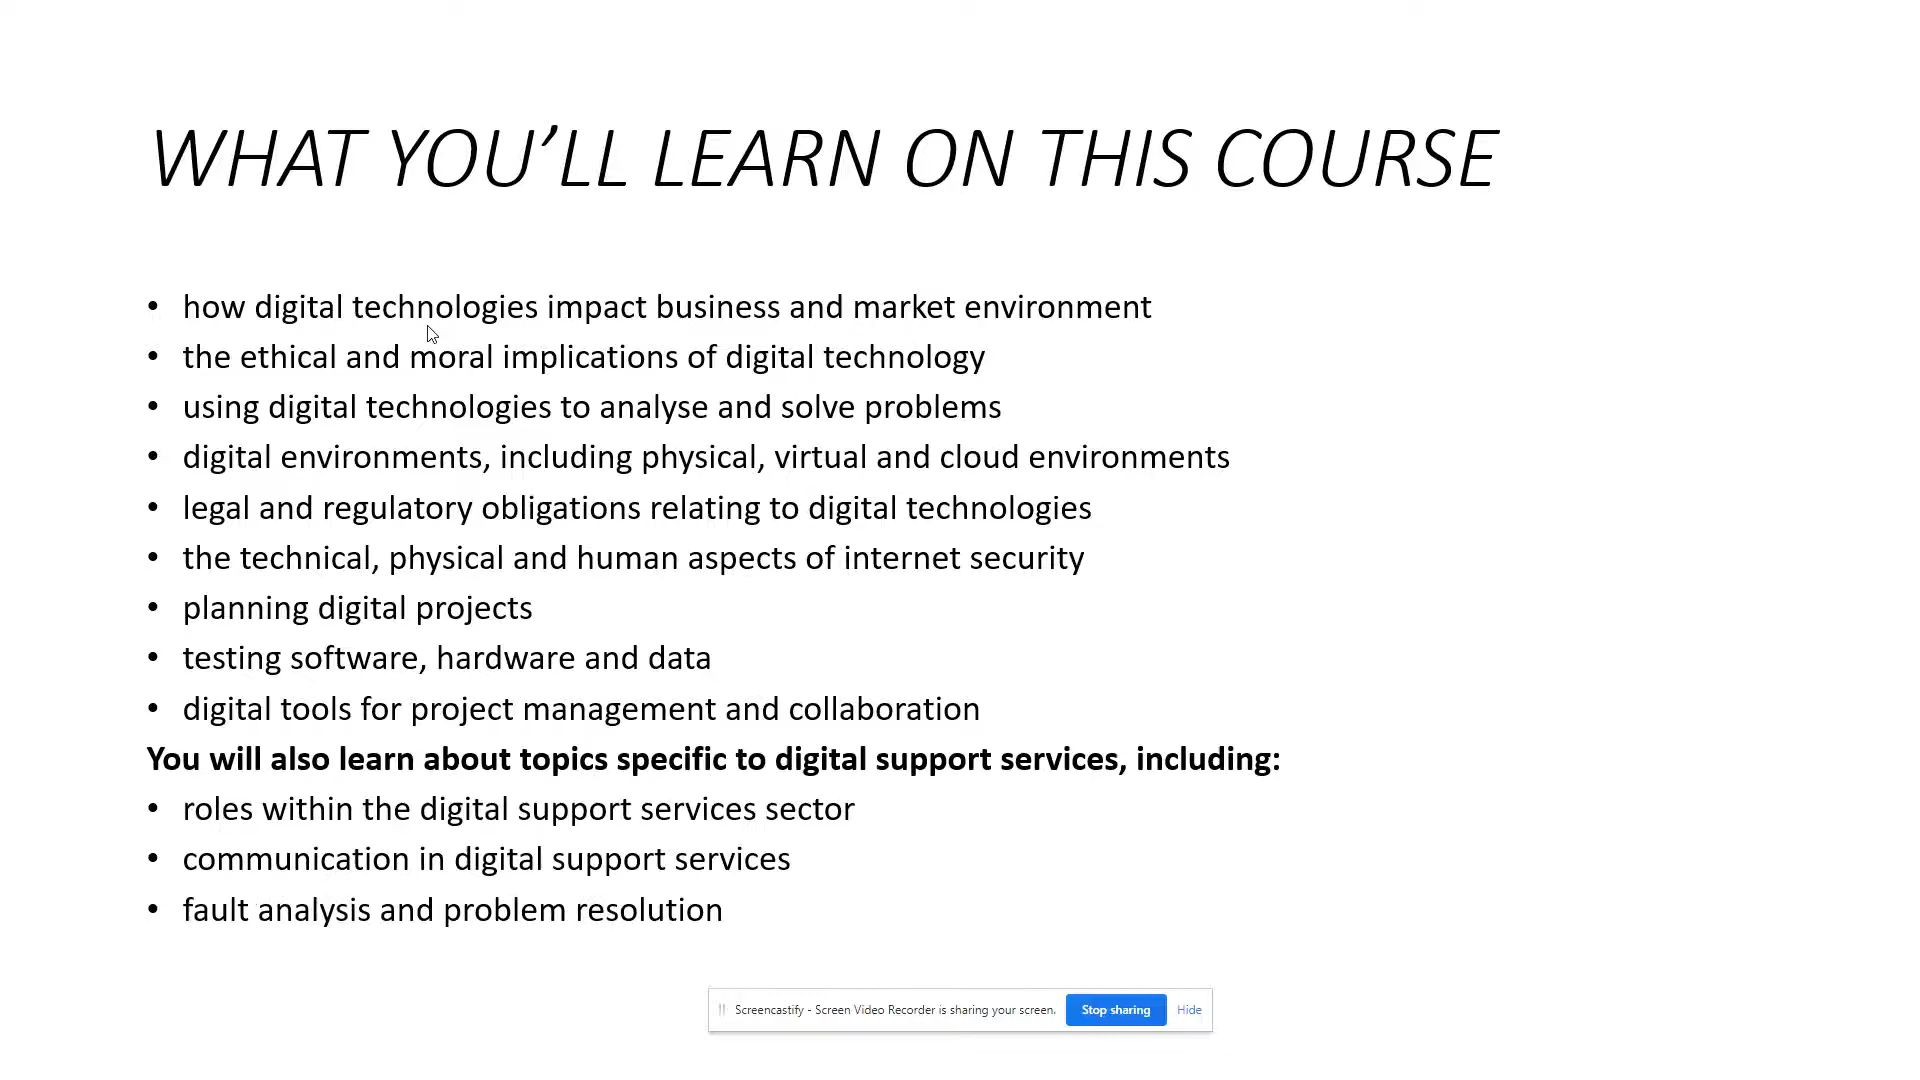 WHAT YOU’LL LEARN ON THIS COURSE
• how digital technologies impact business and market environment
• the ethical and moral implications of digital technology
• using digital technologies to analyse and solve problems
• digital environments, including physical, virtual and cloud environments
• legal and regulatory obligations relating to digital technologies
• the technical, physical and human aspects of internet security
• planning digital projects
• testing software, hardware and data
• digital tools for project management and collaboration
You will also learn about topics specific to digital support services, including:
• roles within the digital support services sector
• communication in digital support services
• fault analysis and problem resolution
Screencastify - Screen Video Recorder is sharing your screen. Stop sharing Hide